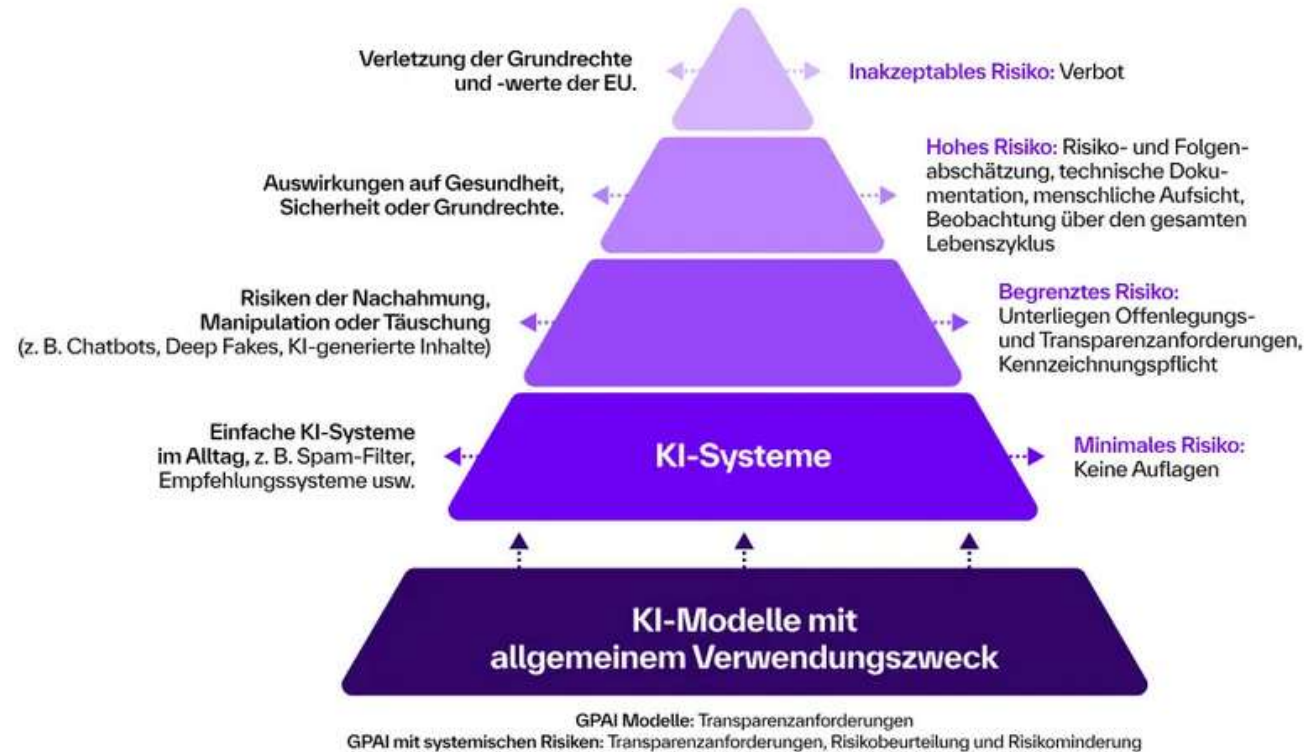 Verletzung der Grundrechte
und -werte der EU.
Inakzeptables Risiko: Verbot
Auswirkungen auf Gesundheit,
Sicherheit oder Grundrechte.
Hohes Risiko: Risiko- und Folgen-
abschätzung, technische Doku-
mentation, menschliche Aufsicht,
Beobachtung über den gesamten
Lebenszyklus
Risiken der Nachahmung,
Manipulation oder Täuschung
(z. B. Chatbots, Deep Fakes, KI-generierte Inhalte)
Begrenztes Risiko:
Unterliegen Offenlegungs-
und Transparenzanforderungen,
Kennzeichnungspflicht
Einfache KI-Systeme
im Alltag, z. B. Spam-Filter,
Empfehlungssysteme usw.
KI-Systeme
Minimales Risiko:
Keine Auflagen
KI-Modelle mit
allgemeinem Verwendungszweck
GPAI Modelle: Transparenzanforderungen
GPAI mit systemischen Risiken: Transparenzanforderungen, Risikobeurteilung und Risikominderung